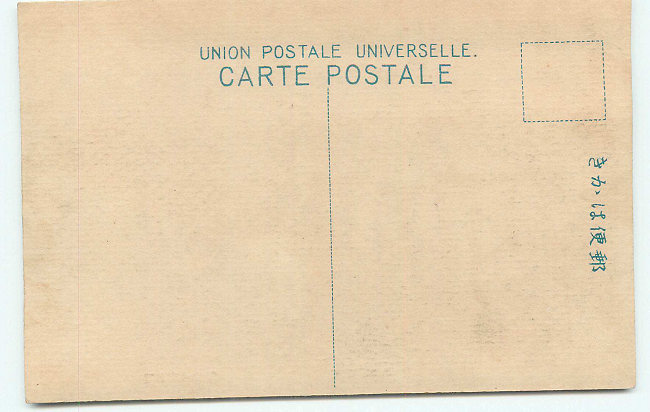 UNION POSTALE UNIVERSELLE.
CARTE POSTALE
郵便はかき